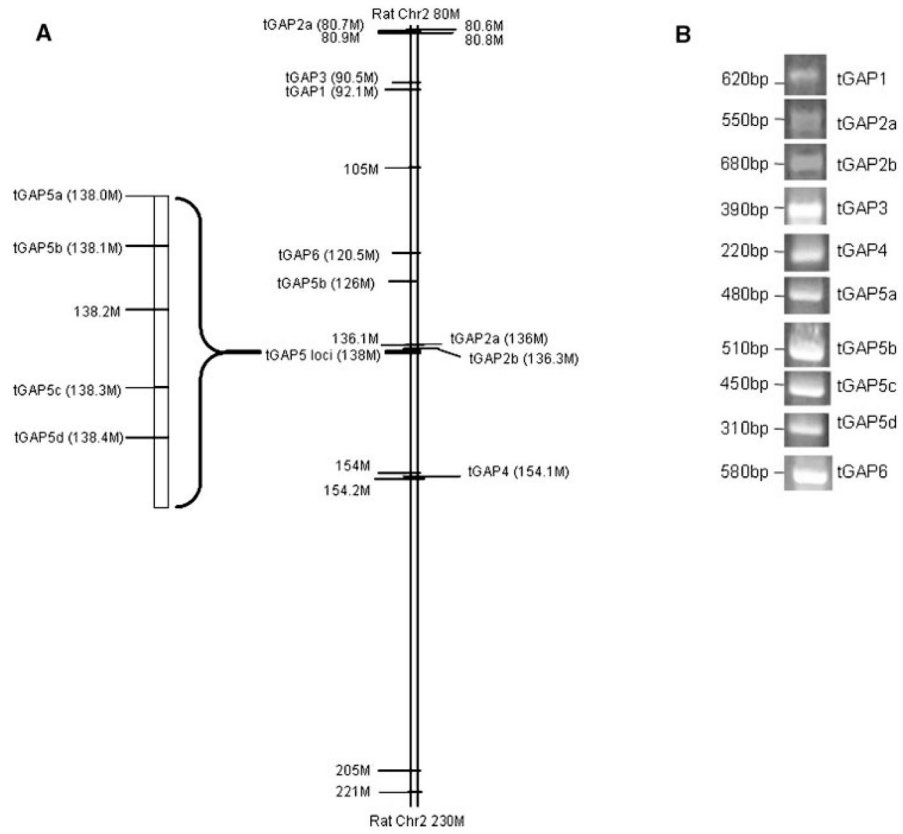 A
Rat Chr2 80M
tGAP2a (80.7M)
80.6M
80.9M
80.8M
tGAP3 (90.5M)
tGAP1 (92.1M)
105M
tGAP5a (138.0M)
tGAP5b (138.1M)
138.2M
tGAP5c (138.3M)
tGAP5d (138.4M)
tGAP6 (120.5M)
tGAP5b (126M)
136.1M
tGAP2a (136M)
tGAP5 loci (138M)
tGAP2b (136.3M)
154M
tGAP4 (154.1M)
154.2M
205M
221M
Rat Chr2 230M
B
620bp tGAP1
550bp tGAP2a
680bp tGAP2b
390bp tGAP3
220bp tGAP4
480bp tGAP5a
510bp tGAP5b
450bp tGAP5c
310bp tGAP5d
580bp tGAP6